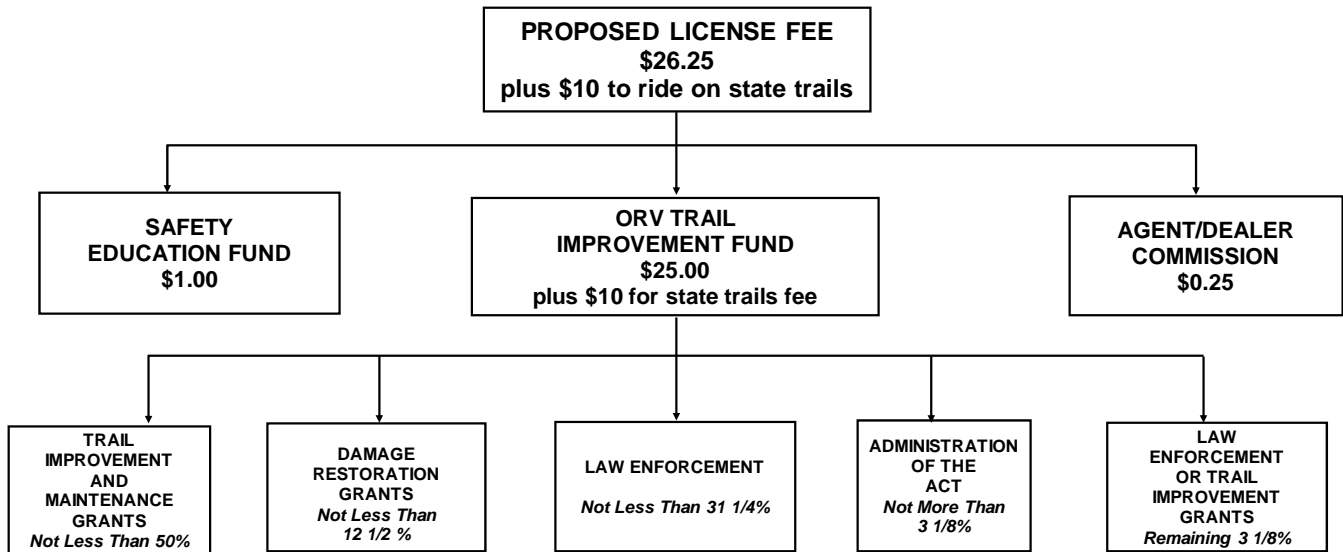 PROPOSED LICENSE FEE
$26.25
plus $10 to ride on state trails
SAFETY
EDUCATION FUND
$1.00
ORV TRAIL
IMPROVEMENT FUND
$25.00
plus $10 for state trails fee
AGENT/DEALER
COMMISSION
$0.25
TRAIL
IMPROVEMENT
AND
MAINTENANCE
GRANTS
Not Less Than 50%
DAMAGE
RESTORATION
GRANTS
Not Less Than
12 1/2 %
LAW ENFORCEMENT
Not Less Than 31 1/4%
ADMINISTRATION
OF THE
ACT
Not More Than
3 1/8%
LAW
ENFORCEMENT
OR TRAIL
IMPROVEMENT
GRANTS
Remaining 3 1/8%